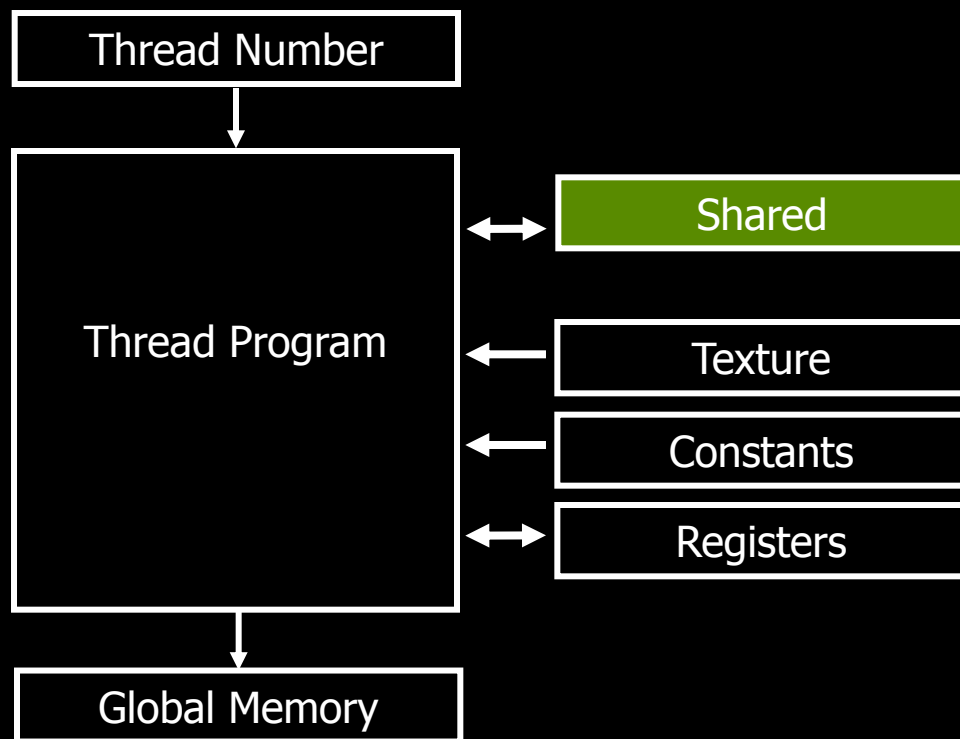 Thread Number
Shared
Thread Program
Texture
Constants
Registers
Global Memory